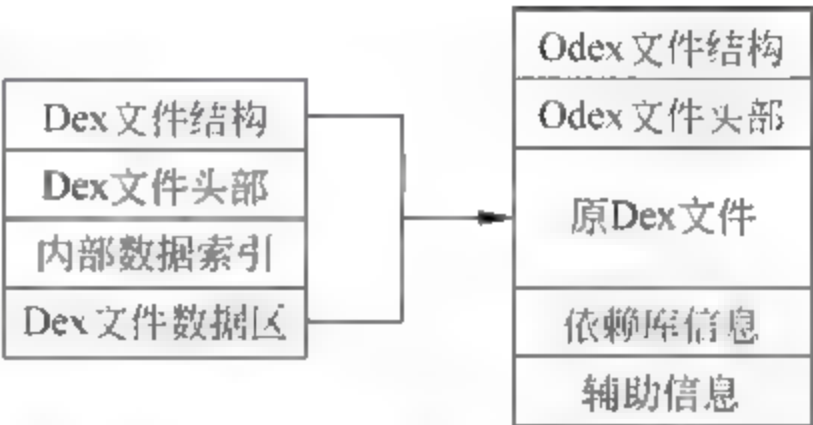 Dex文件结构
Dex文件头部
内部数据索引
Dex文件数据区
Odex文件结构
Odex文件头部
原Dex文件
依赖库信息
辅助信息